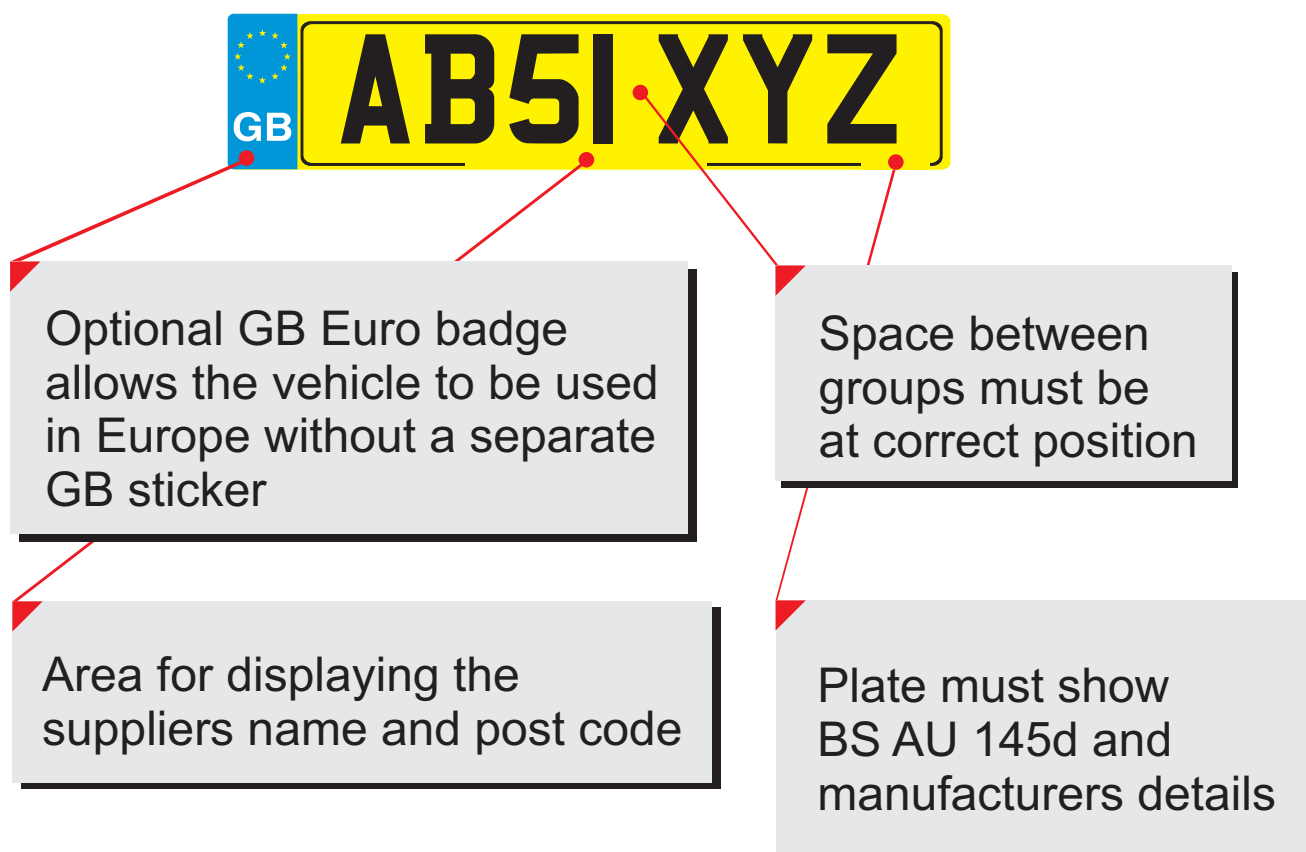 GB
AB51 XYZ
Optional GB Euro badge
allows the vehicle to be used
in Europe without a separate
GB sticker
Space between
groups must be
at correct position
Area for displaying the
suppliers name and post code
Plate must show
BS AU 145d and
manufacturers details